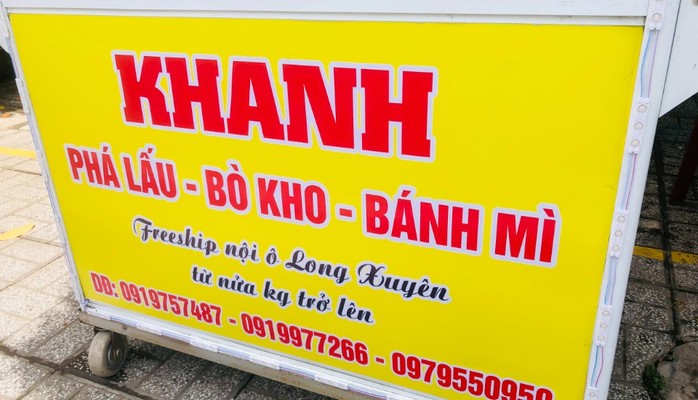 KHANH
PHÁ LẤU - BÒ KHO - BÁNH MÌ
Freeship nội ô Long Xuyên
từ nửa kg trở lên
DĐ: 0919757487 - 0919977266 - 0979550950